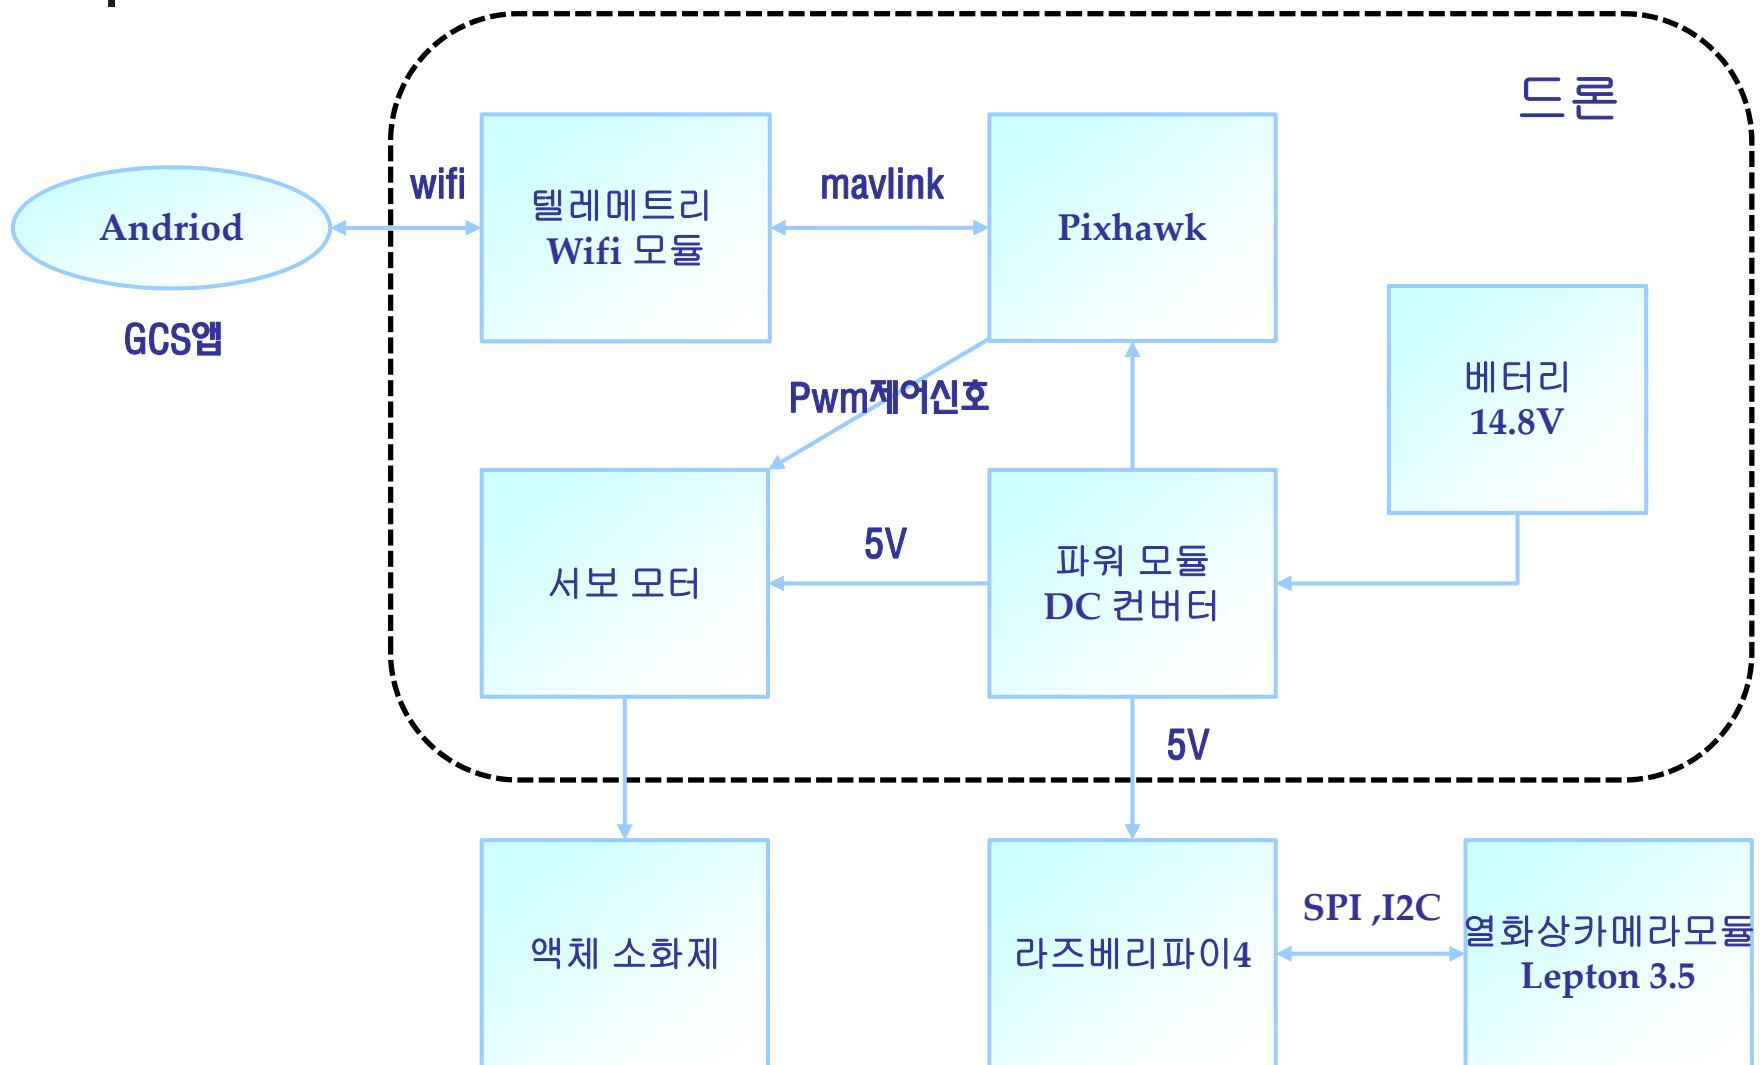 드론
wifi
mavlink
Andriod
텔레메트리
Wifi 모듈
Pixhawk
GCS앱
Pwm제어신호
베터리
14.8V
5V
서보 모터
파워 모듈
DC 컨버터
5V
액체 소화제
라즈베리파이4
SPI ,I2C
열화상카메라모듈
Lepton 3.5